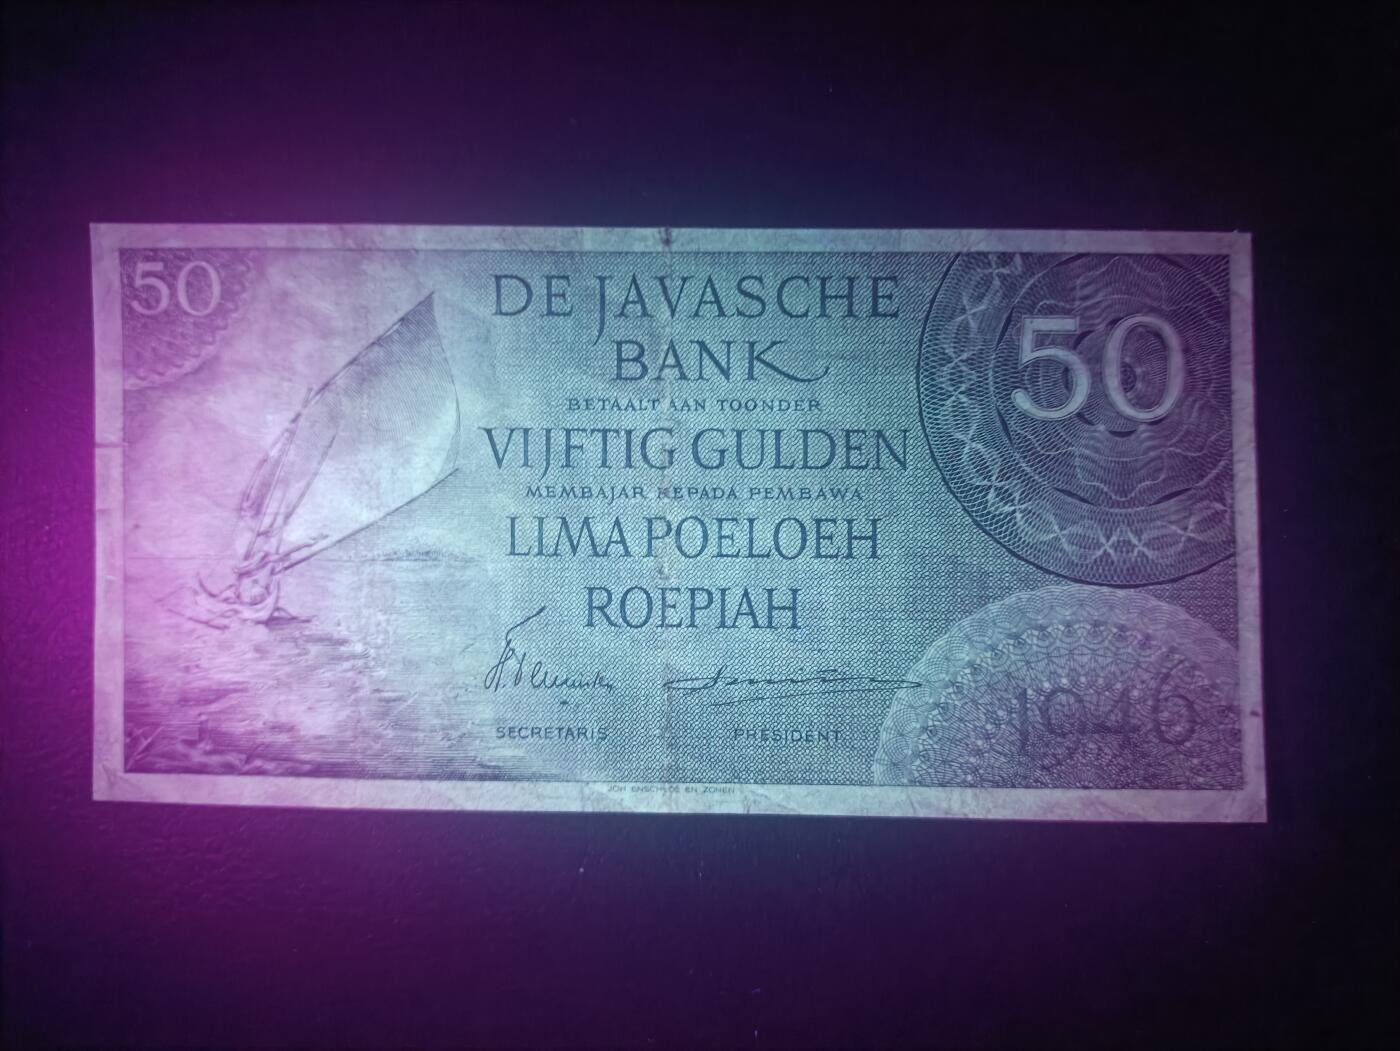 50
DE JAVASCHE
BANK
BETAALT AAN TOONDER
VIJFTIG GULDEN
MEMBAJAR KEPADA PEMBAWA
LIMA POELOEH
ROEPIAH
SECRETARIS PRESIDENT
JOH ENSCHEDE EN ZONEN
50
1946